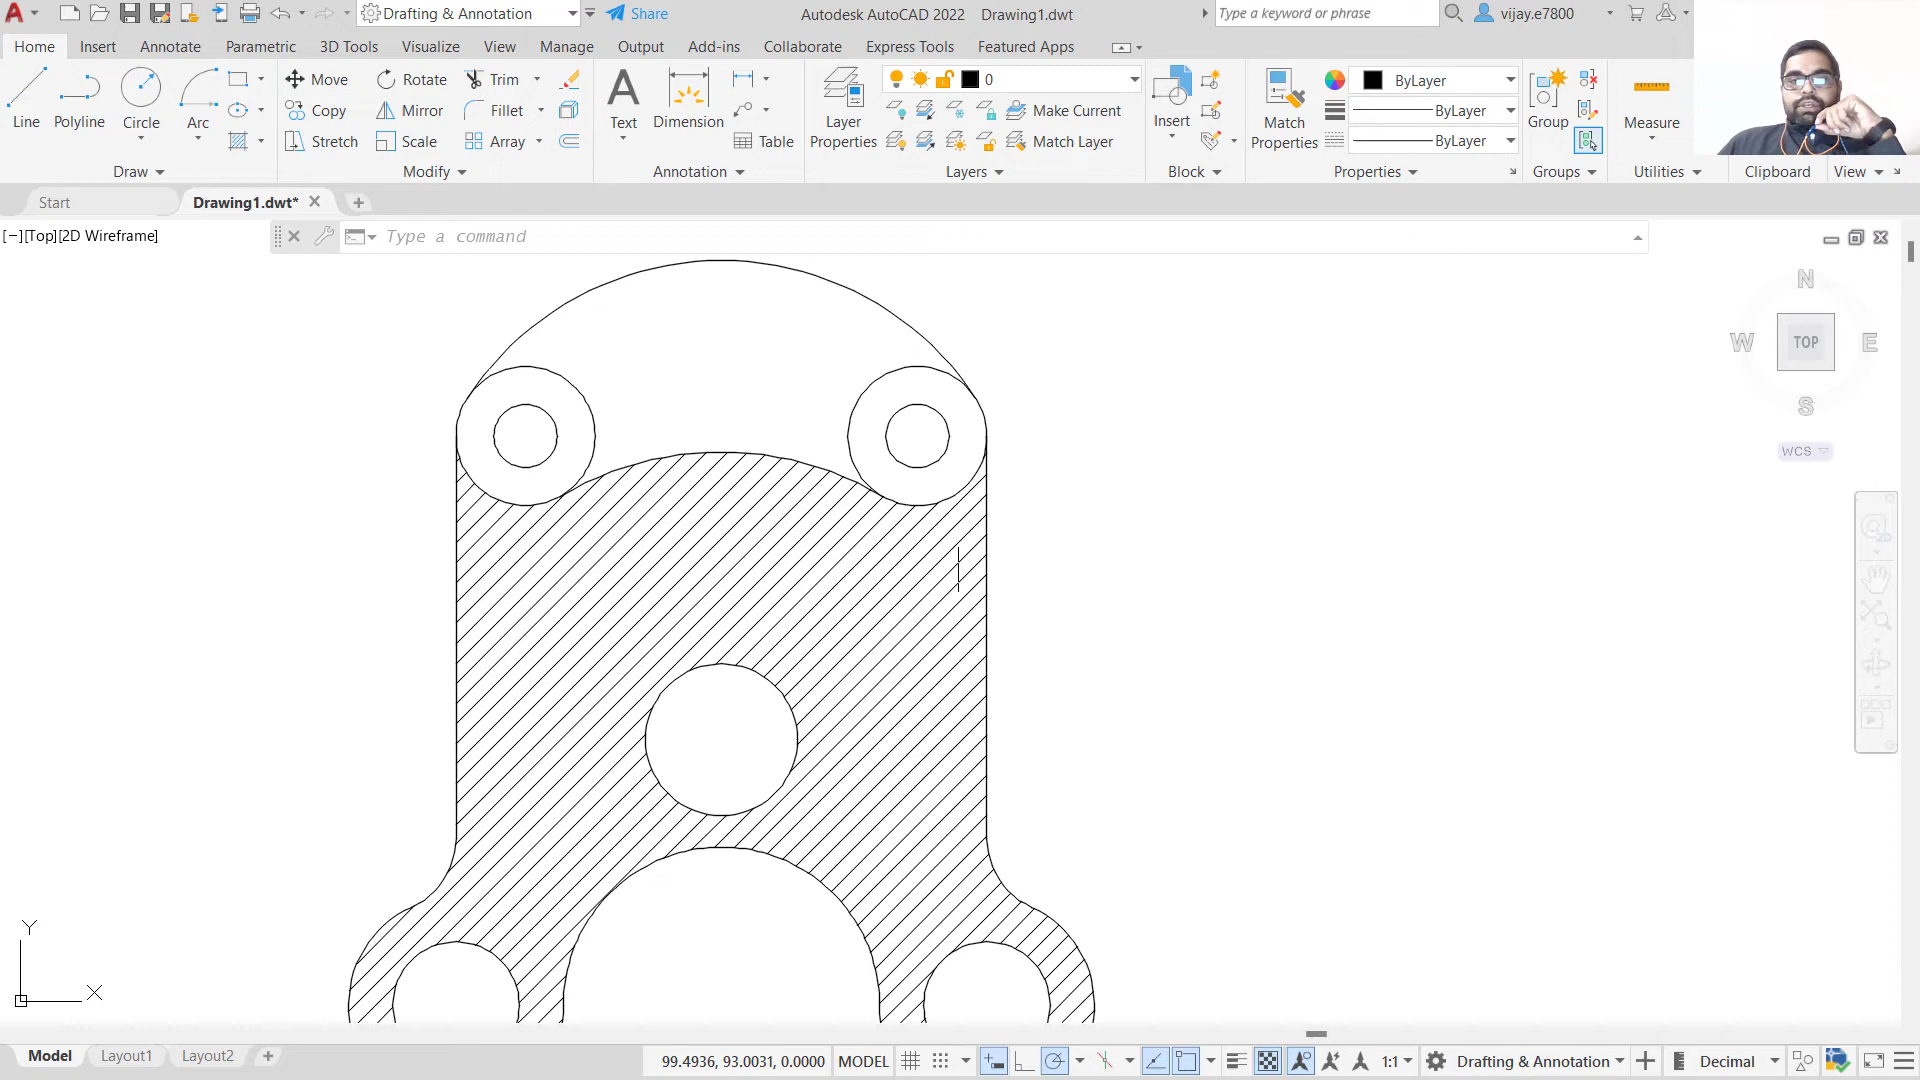 Drafting & Annotation Share Autodesk AutoCAD 2022 Drawing1.dwt Type a keyword or phrase vijay.e7800
Home Insert Annotate Parametric 3D Tools Visualize View Manage Output Add-ins Collaborate Express Tools Featured Apps
Move Rotate Trim 0 ByLayer
Line Polyline Circle Arc Copy Mirror Fillet Text Dimension Layer Properties Make Current Insert Match Properties ByLayer Group Measure
Stretch Scale Array Table Match Layer ByLayer
Draw Modify Annotation Layers Block Properties Groups Utilities Clipboard View
Start Drawing1.dwt*
[−][Top][2D Wireframe] Type a command
N
W TOP E
S
WCS
2D
Y
X
Model Layout1 Layout2 99.4936, 93.0031, 0.0000 MODEL 1:1 Drafting & Annotation Decimal